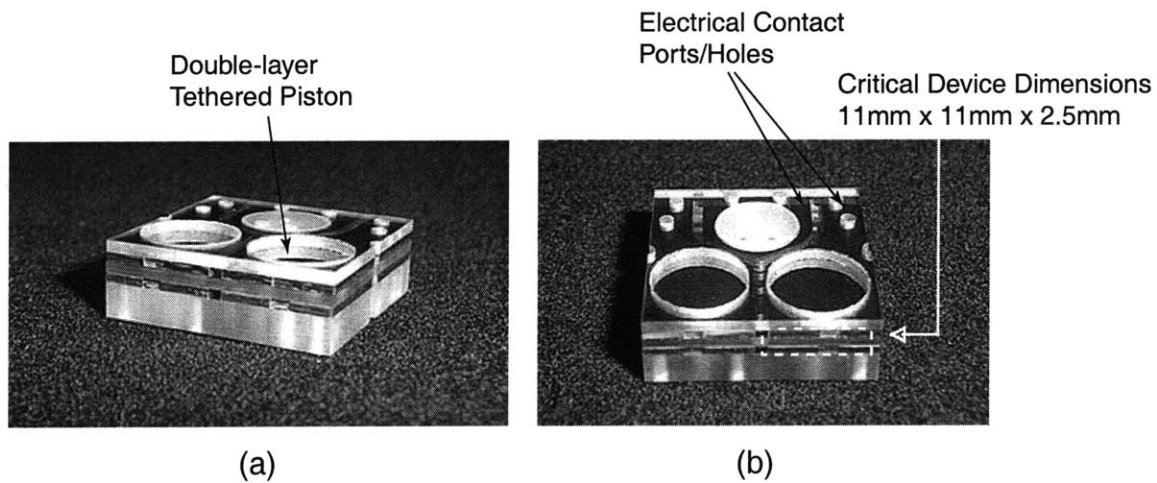 Double-layer
Tethered Piston
Electrical Contact
Ports/Holes
Critical Device Dimensions
11mm x 11mm x 2.5mm
(a)
(b)